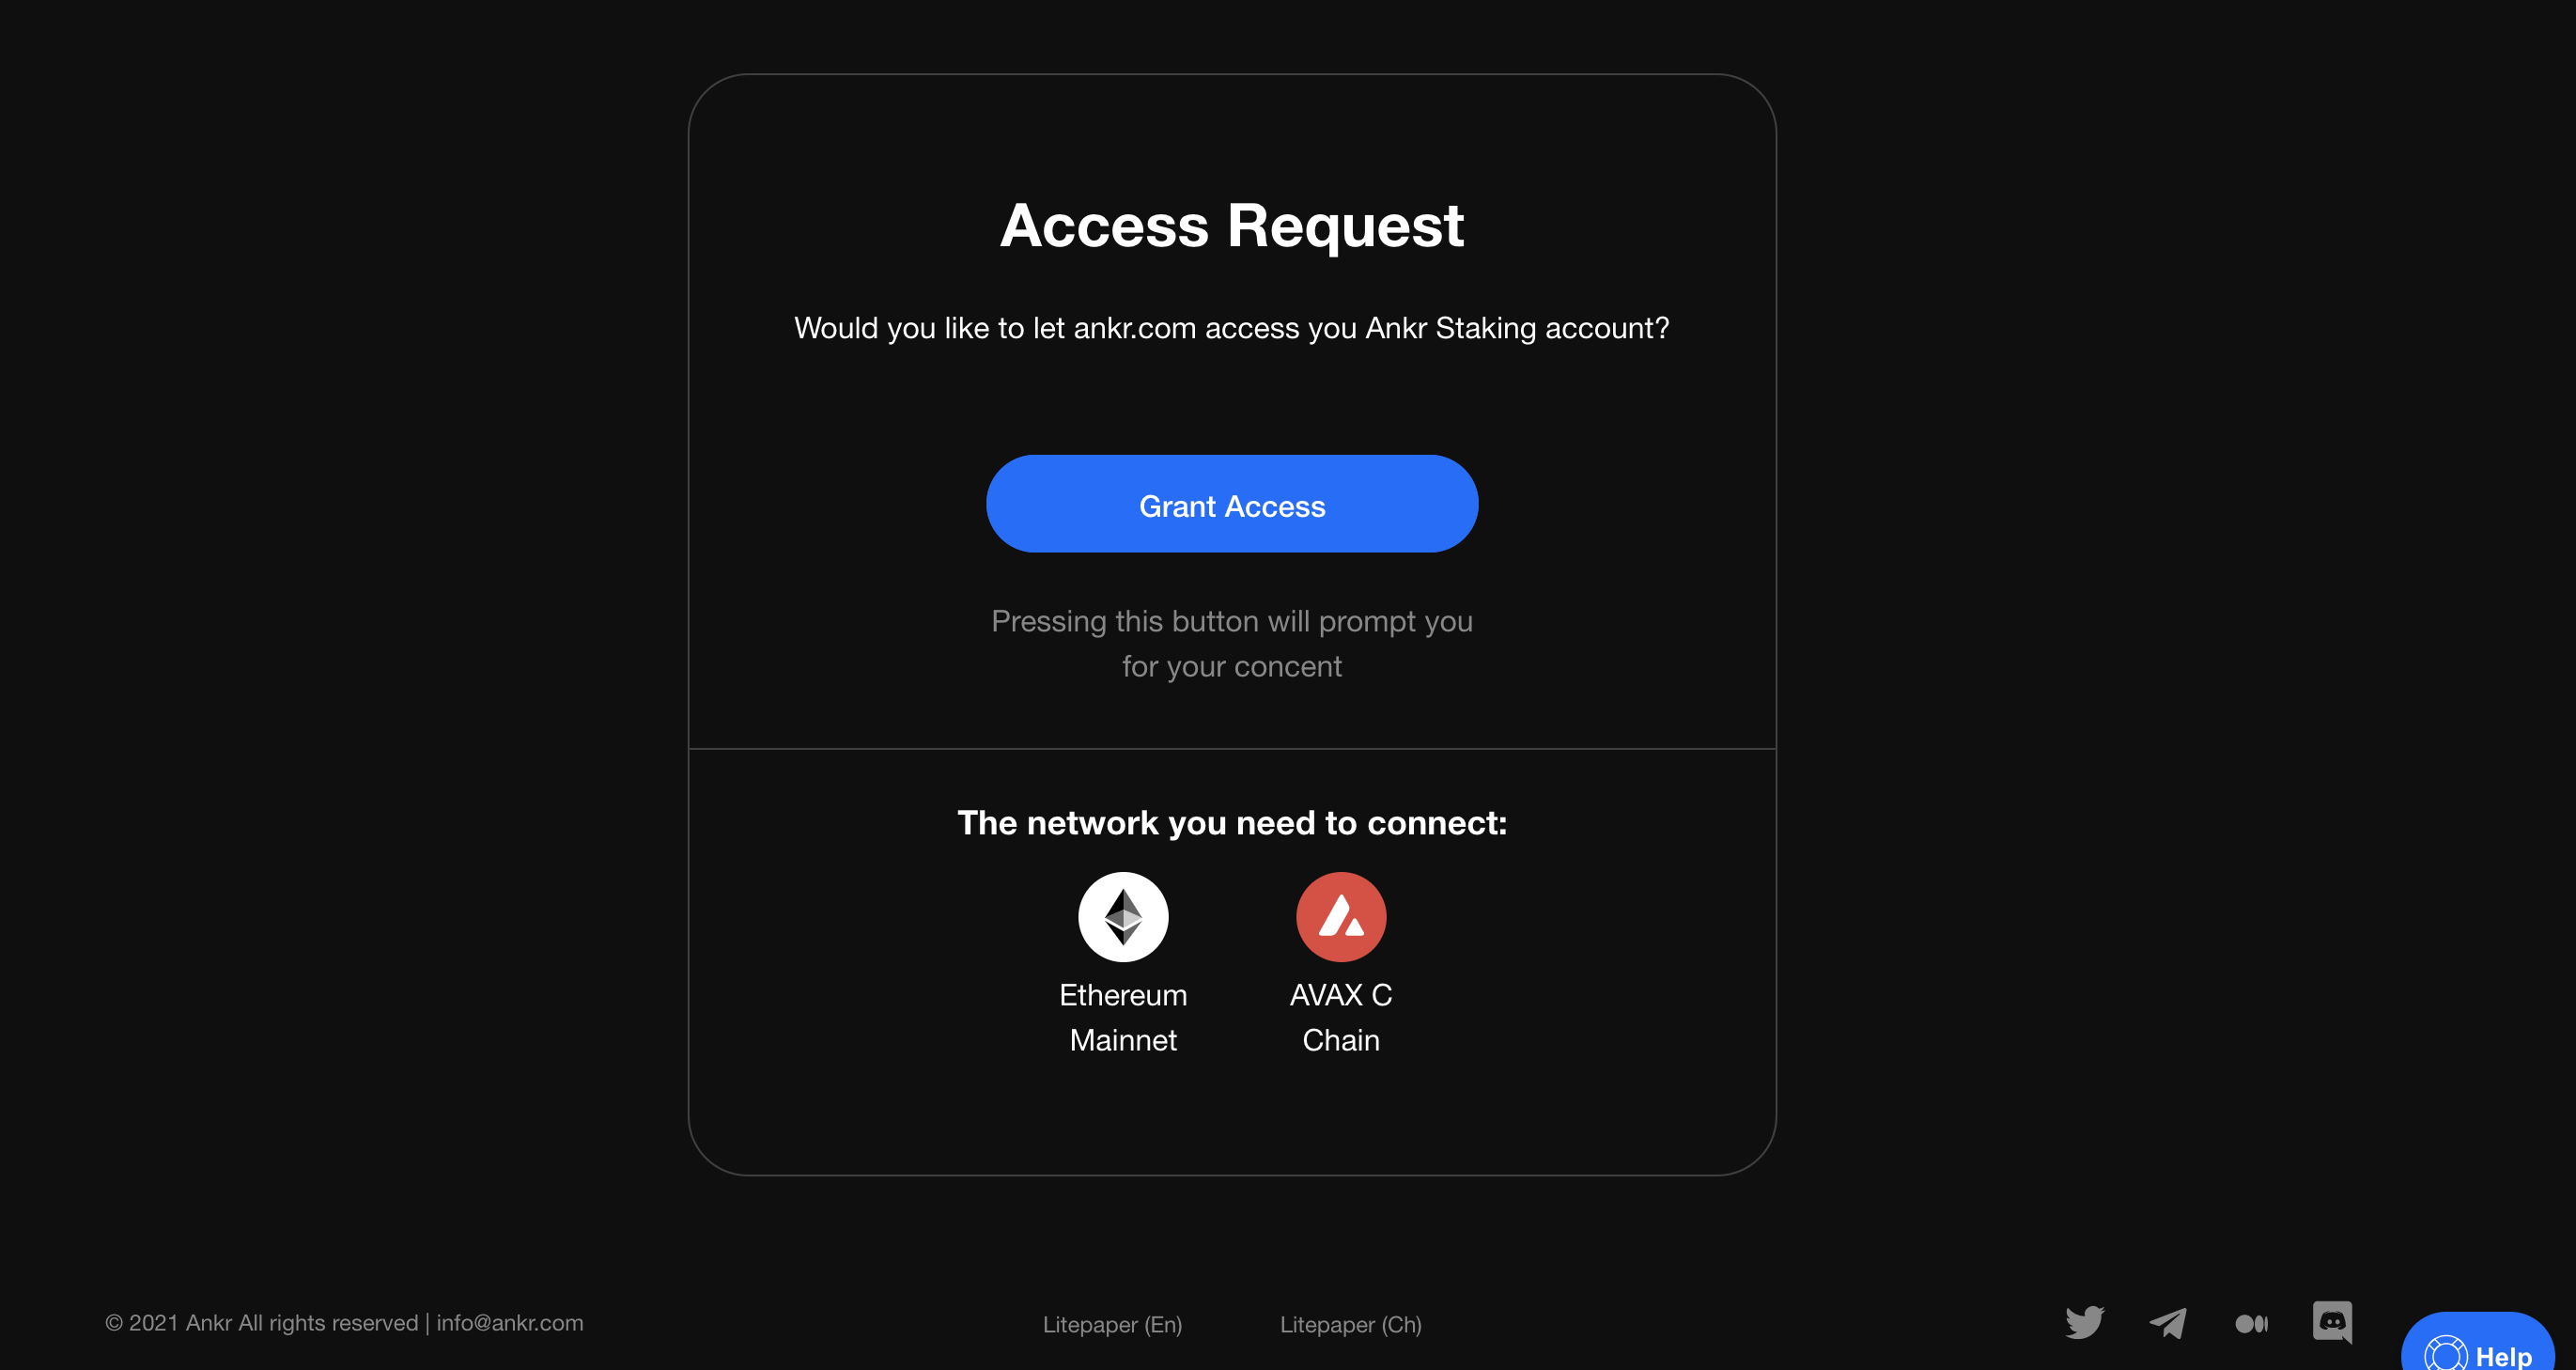 Access Request
Would you like to let ankr.com access you Ankr Staking account?
Grant Access
Pressing this button will prompt you
for your concent
The network you need to connect:
Ethereum
Mainnet
AVAX C
Chain
© 2021 Ankr All rights reserved | info@ankr.com
Litepaper (En)
Litepaper (Ch)
Help